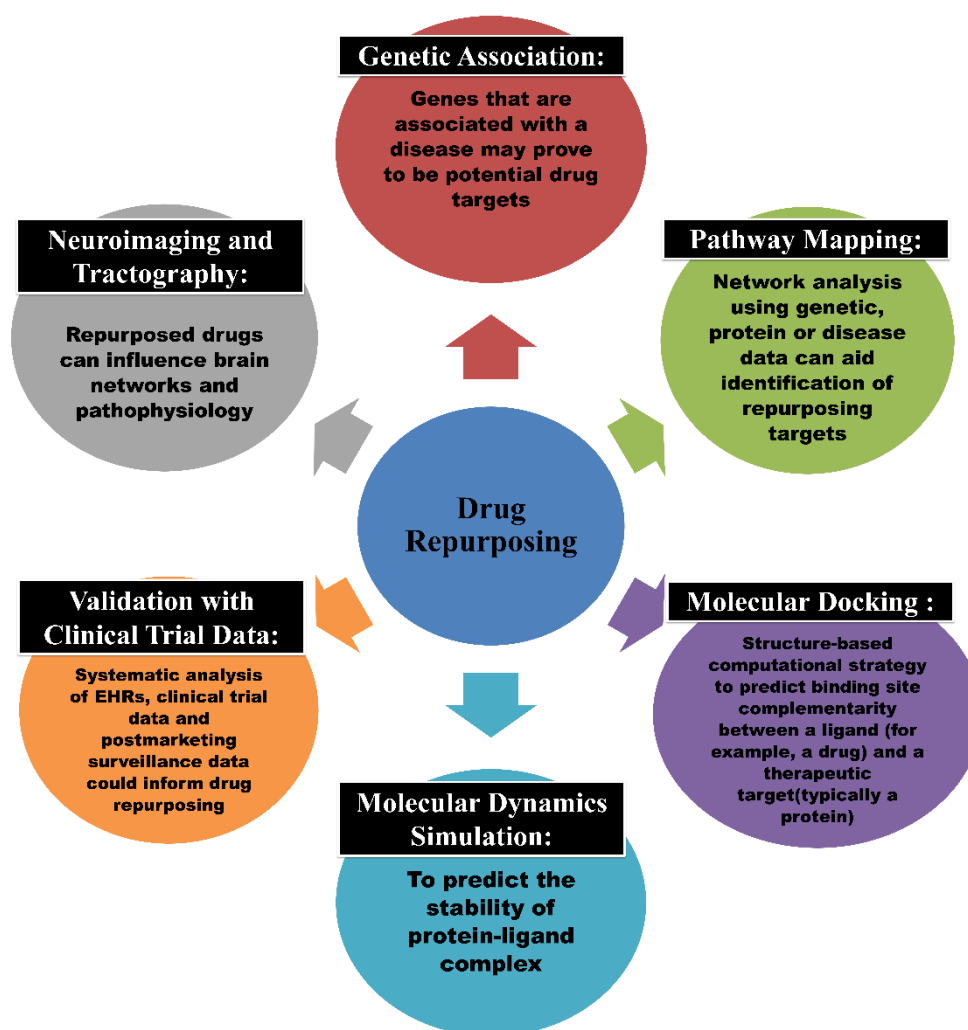 Genetic Association:
Genes that are
associated with a
disease may prove
to be potential drug
targets
Neuroimaging and
Tractography:
Repurposed drugs
can influence brain
networks and
pathophysiology
Pathway Mapping:
Network analysis
using genetic,
protein or disease
data can aid
identification of
repurposing
targets
Drug
Repurposing
Validation with
Clinical Trial Data:
Systematic analysis
of EHRs, clinical trial
data and
postmarketing
surveillance data
could inform drug
repurposing
Molecular Docking :
Structure-based
computational strategy
to predict binding site
complementarity
between a ligand (for
example, a drug) and a
therapeutic
target(typically a
protein)
Molecular Dynamics
Simulation:
To predict the
stability of
protein-ligand
complex